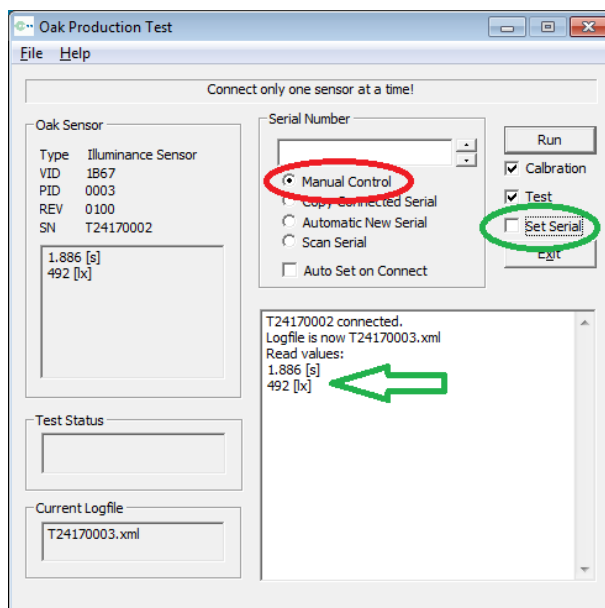 Oak Production Test
File Help
Connect only one sensor at a time!
Oak Sensor
Type Illuminance Sensor
VID 1B67
PID 0003
REV 0100
SN T24170002
1.886 [s]
492 [lx]
Serial Number
Manual Control
Copy Connected Serial
Automatic New Serial
Scan Serial
Auto Set on Connect
Run
Calbration
Test
Set Serial
Exit
T24170002 connected.
Logfile is now T24170003.xml
Read values:
1.886 [s]
492 [lx]
Test Status
Current Logfile
T24170003.xml